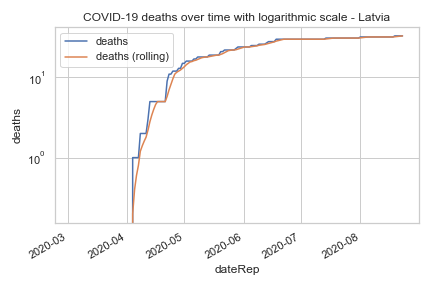 COVID-19 deaths over time with logarithmic scale - Latvia
deaths
deaths (rolling)
10^1
10^0
deaths
2020-03
2020-04
2020-05
2020-06
2020-07
2020-08
dateRep